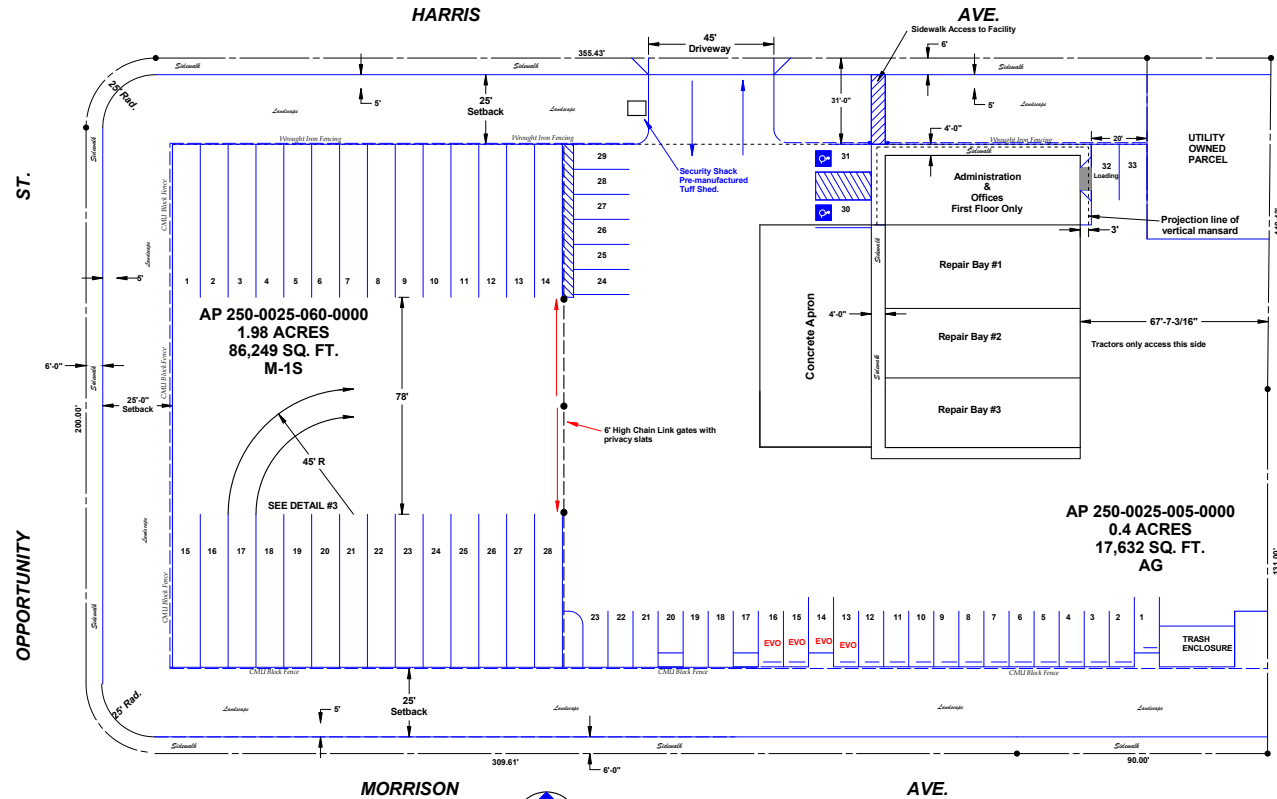 HARRIS
AVE.
Sidewalk Access to Facility
45'
Driveway
355.43'
6'
Sidewalk
Sidewalk
Sidewalk
25' Rad.
5'
25'
Setback
Landscape
Landscape
31'-0"
5'
Landscape
4'-0"
20'
UTILITY
OWNED
PARCEL
Wrought Iron Fencing
Wrought Iron Fencing
Wrought Iron Fencing
Sidewalk
ST.
Sidewalk
CMU Block Fence
Security Shack
Pre-manufactured
Tuff Shed.
29
28
27
26
25
24
31
30
Administration
&
Offices
First Floor Only
32
Loading
33
Projection line of
vertical mansard
3'
Landscape
5'
1 2 3 4 5 6 7 8 9 10 11 12 13 14
Sidewalk
Repair Bay #1
AP 250-0025-060-0000
1.98 ACRES
86,249 SQ. FT.
M-1S
Concrete Apron
4'-0"
67'-7-3/16"
Repair Bay #2
Tractors only access this side
6'-0"
Sidewalk
CMU Block Fence
Sidewalk
25'-0"
Setback
200.00'
78'
Repair Bay #3
6' High Chain Link gates with
privacy slats
45' R
SEE DETAIL #3
AP 250-0025-005-0000
0.4 ACRES
17,632 SQ. FT.
AG
131.00'
OPPORTUNITY
Landscape
15 16 17 18 19 20 21 22 23 24 25 26 27 28
CMU Block Fence
Sidewalk
23 22 21 20 19 18 17 16 15 14 13 12 11 10 9 8 7 6 5 4 3 2 1
EVO EVO EVO EVO
TRASH
ENCLOSURE
CMU Block Fence
CMU Block Fence
CMU Block Fence
25' Rad.
Landscape
5'
25'
Setback
Landscape
Landscape
Landscape
Sidewalk
Sidewalk
Sidewalk
309.61'
6'-0"
90.00'
MORRISON
AVE.